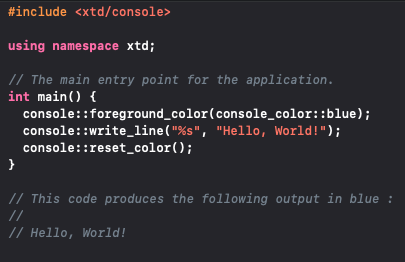 #include <xtd/console>
using namespace xtd;
// The main entry point for the application.
int main() {
  console::foreground_color(console_color::blue);
  console::write_line("%s", "Hello, World!");
  console::reset_color();
}
// This code produces the following output in blue :
//
// Hello, World!